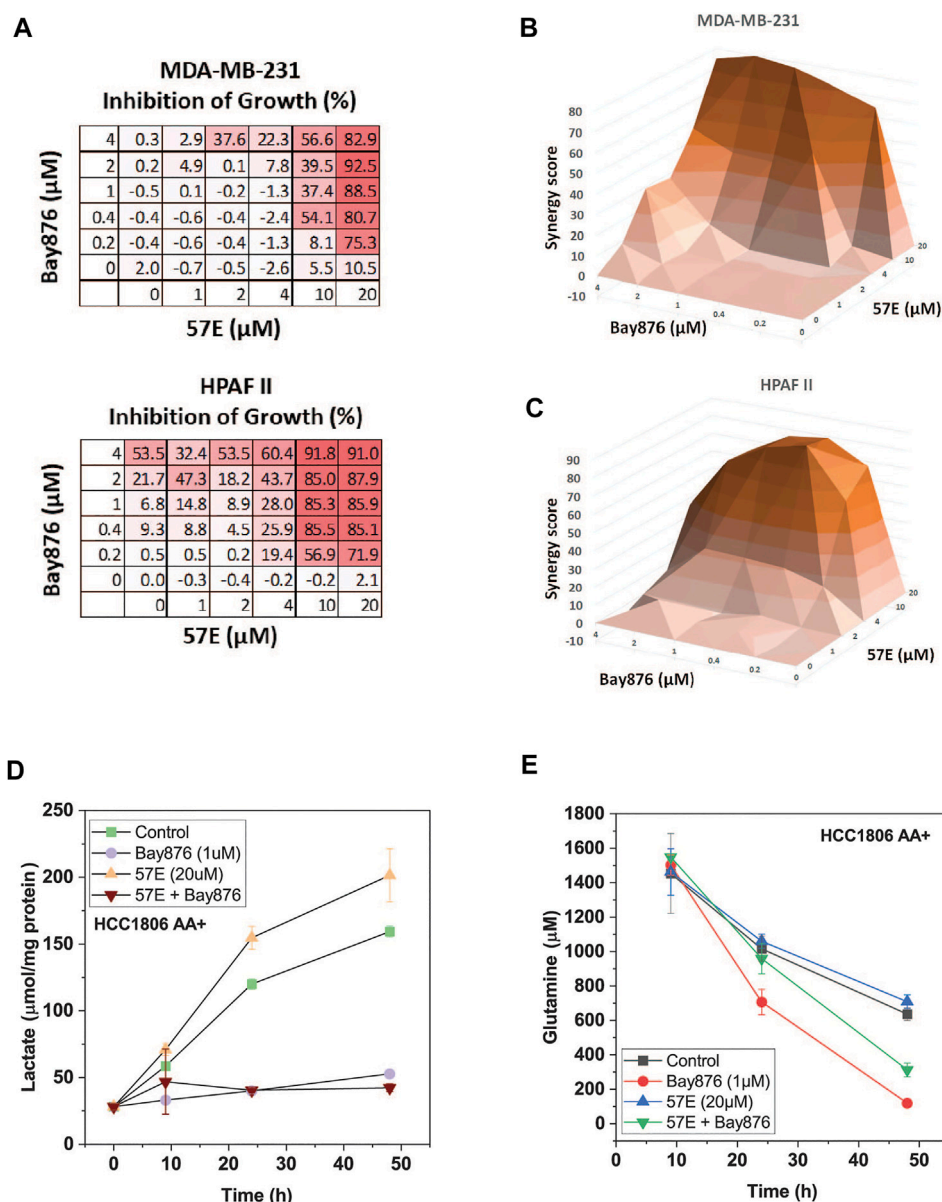 A
MDA-MB-231
Inhibition of Growth (%)
Bay876 (µM)
4 0.3 2.9 37.6 22.3 56.6 82.9
2 0.2 4.9 0.1 7.8 39.5 92.5
1 -0.5 0.1 -0.2 -1.3 37.4 88.5
0.4 -0.4 -0.6 -0.4 -2.4 54.1 80.7
0.2 -0.4 -0.6 -0.4 -1.3 8.1 75.3
0 2.0 -0.7 -0.5 -2.6 5.5 10.5
0 1 2 4 10 20
57E (µM)
HPAF II
Inhibition of Growth (%)
Bay876 (µM)
4 53.5 32.4 53.5 60.4 91.8 91.0
2 21.7 47.3 18.2 43.7 85.0 87.9
1 6.8 14.8 8.9 28.0 85.3 85.9
0.4 9.3 8.8 4.5 25.9 85.5 85.1
0.2 0.5 0.5 0.2 19.4 56.9 71.9
0 0.0 -0.3 -0.4 -0.2 -0.2 2.1
0 1 2 4 10 20
57E (µM)
B
MDA-MB-231
Synergy score
80
70
60
50
40
30
20
10
0
-10
4 2 1 0.4 0.2 0
Bay876 (µM)
0 1 2 4 10 20
57E (µM)
C
HPAF II
Synergy score
90
80
70
60
50
40
30
20
10
0
-10
4 2 1 0.4 0.2 0
Bay876 (µM)
0 1 2 4 10 20
57E (µM)
D
Lactate (µmol/mg protein)
250
200
150
100
50
0
Control
Bay876 (1uM)
57E (20uM)
57E + Bay876
HCC1806 AA+
0 10 20 30 40 50
Time (h)
E
Glutamine (µM)
1800
1600
1400
1200
1000
800
600
400
200
0
HCC1806 AA+
Control
Bay876 (1µM)
57E (20µM)
57E + Bay876
0 10 20 30 40 50
Time (h)